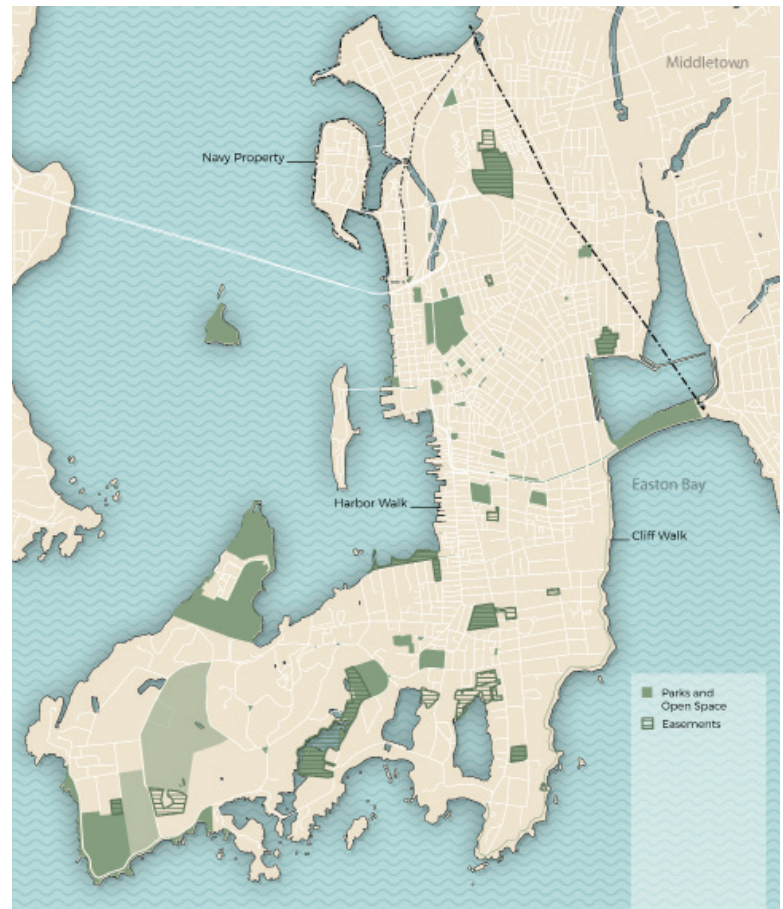 Middletown
Navy Property
Easton Bay
Harbor Walk
Cliff Walk
Parks and
Open Space
Easements